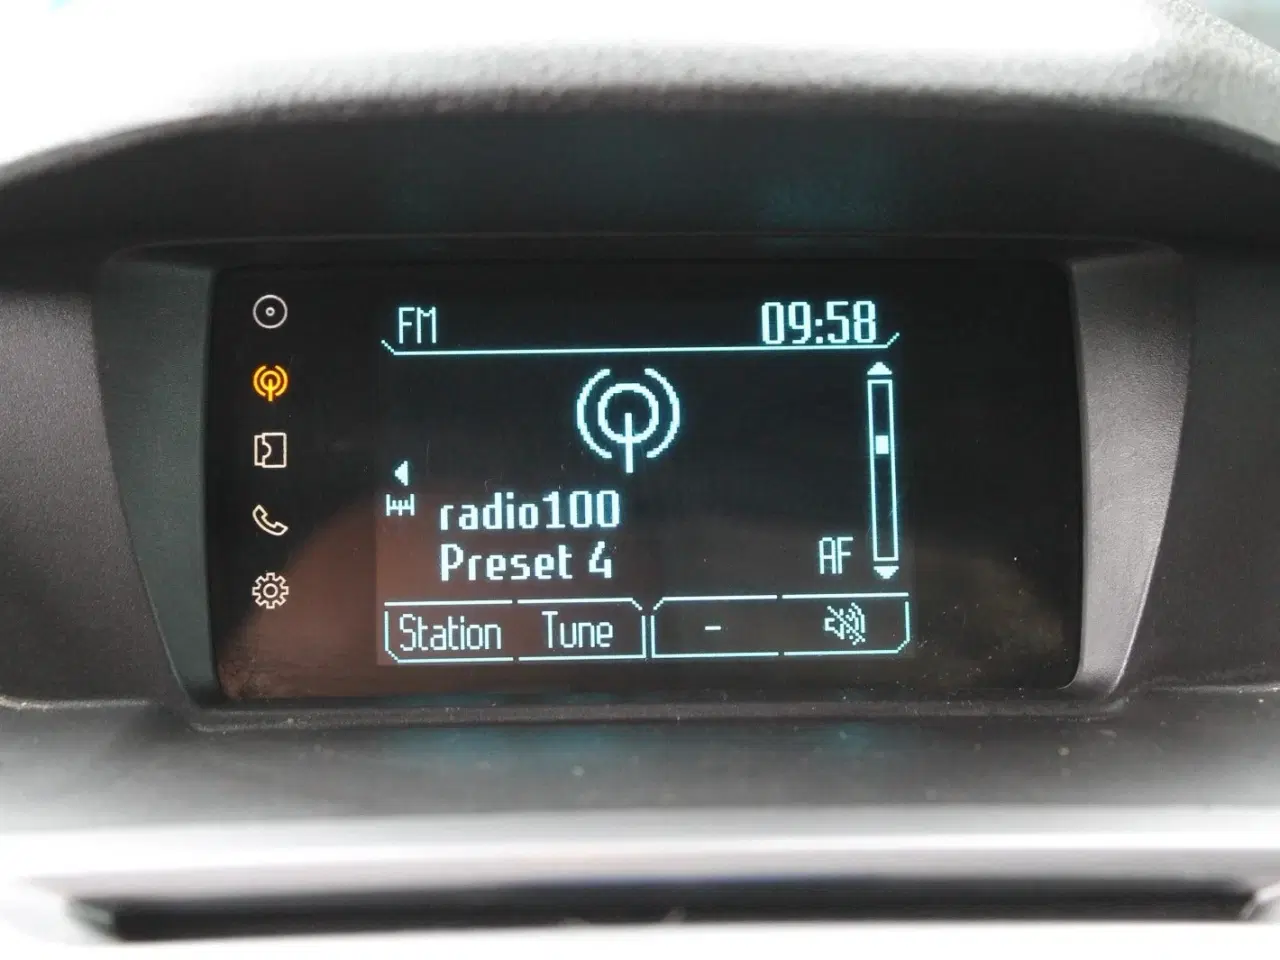 FM 09:58
radio100
Preset 4 AF
Station Tune -